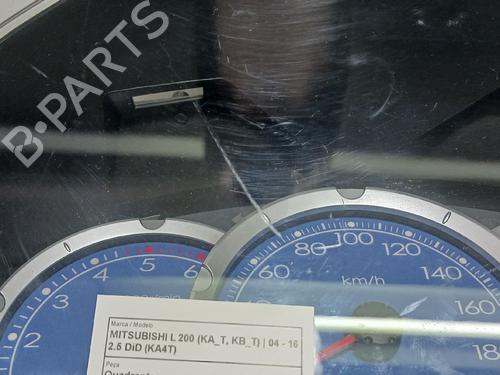 B-PARTS
2
3
4
5
6
60
80
100
120
140
160
180
km/h
Marca / Modelo
MITSUBISHI L 200 (KA_T, KB_T) | 04 - 16
2.5 DiD (KA4T)
Peça